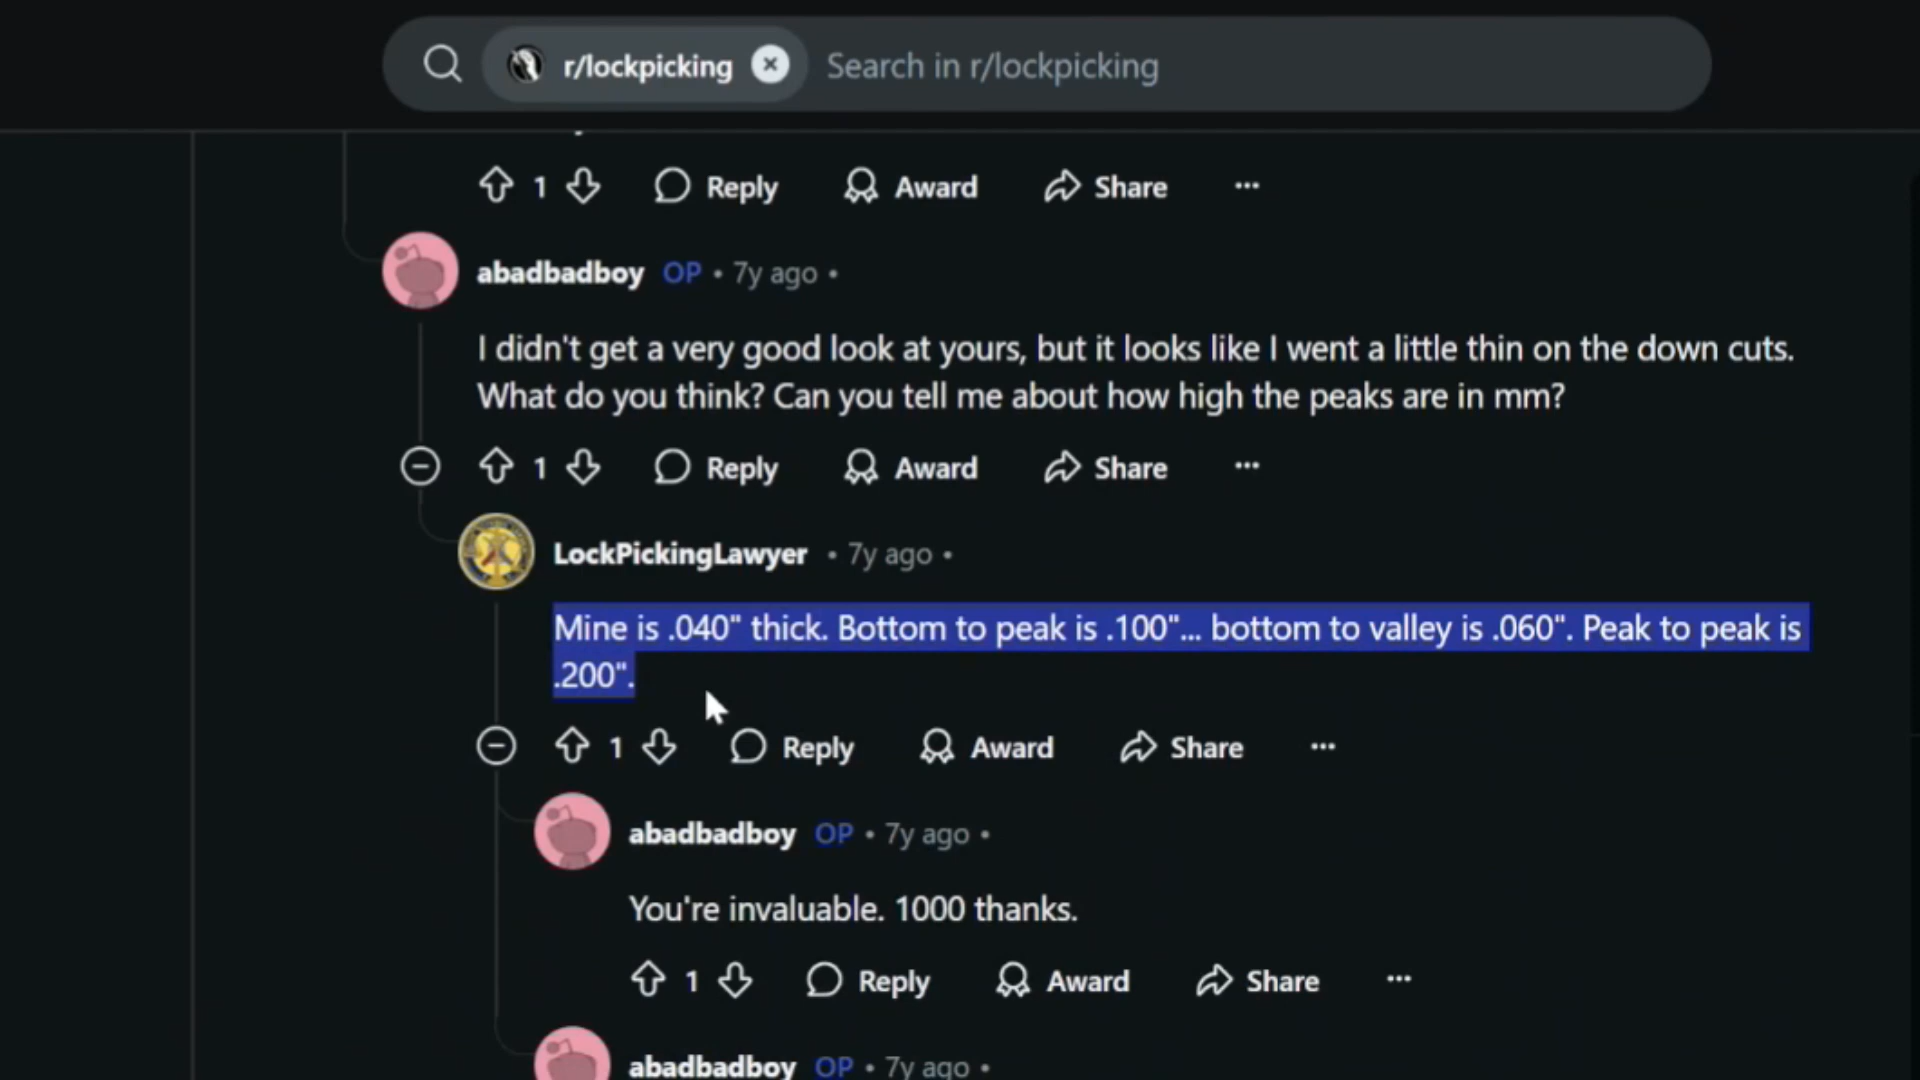 r/lockpicking Search in r/lockpicking
1 Reply Award Share ...
abadbadboy OP • 7y ago •
I didn't get a very good look at yours, but it looks like I went a little thin on the down cuts.
What do you think? Can you tell me about how high the peaks are in mm?
1 Reply Award Share ...
LockPickingLawyer • 7y ago •
Mine is .040" thick. Bottom to peak is .100"... bottom to valley is .060". Peak to peak is
.200".
1 Reply Award Share ...
abadbadboy OP • 7y ago •
You're invaluable. 1000 thanks.
1 Reply Award Share ...
abadbadboy OP • 7y ago •